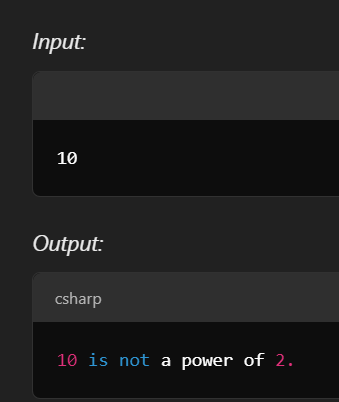 Input:
10
Output:
csharp
10 is not a power of 2.